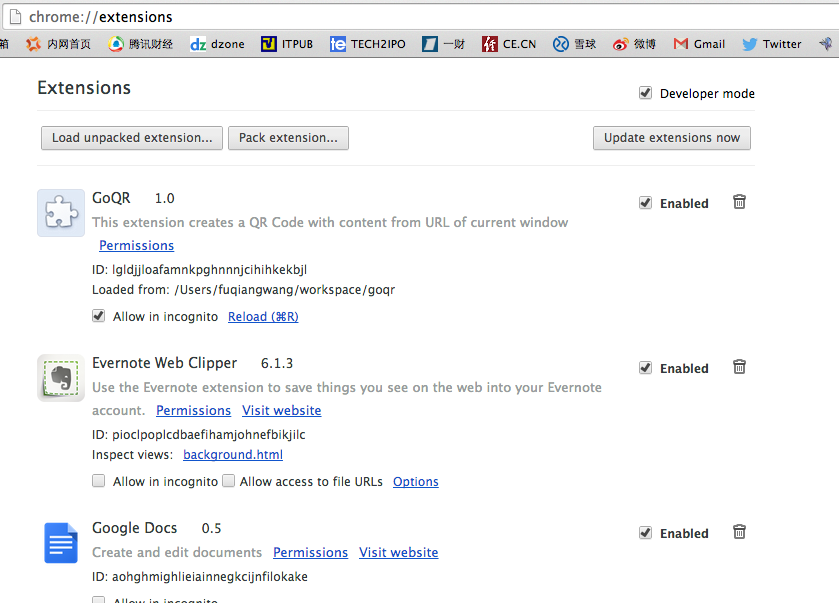 chrome://extensions
箱 内网首页 腾讯财经 dz dzone ITPUB te TECH2IPO 一财 CE.CN 雪球 微博 Gmail Twitter
Extensions
Developer mode
Load unpacked extension... Pack extension... Update extensions now
GoQR 1.0
Enabled
This extension creates a QR Code with content from URL of current window
Permissions
ID: lgldjjloafamnkpghnnnjcihihkekbjl
Loaded from: /Users/fuqiangwang/workspace/goqr
Allow in incognito Reload (⌘R)
Evernote Web Clipper 6.1.3
Enabled
Use the Evernote extension to save things you see on the web into your Evernote
account. Permissions Visit website
ID: pioclpoplcdbaefihamjohnefbikjilc
Inspect views: background.html
Allow in incognito Allow access to file URLs Options
Google Docs 0.5
Enabled
Create and edit documents Permissions Visit website
ID: aohghmighlieiainnegkcijnfilokake
Allow in incognito